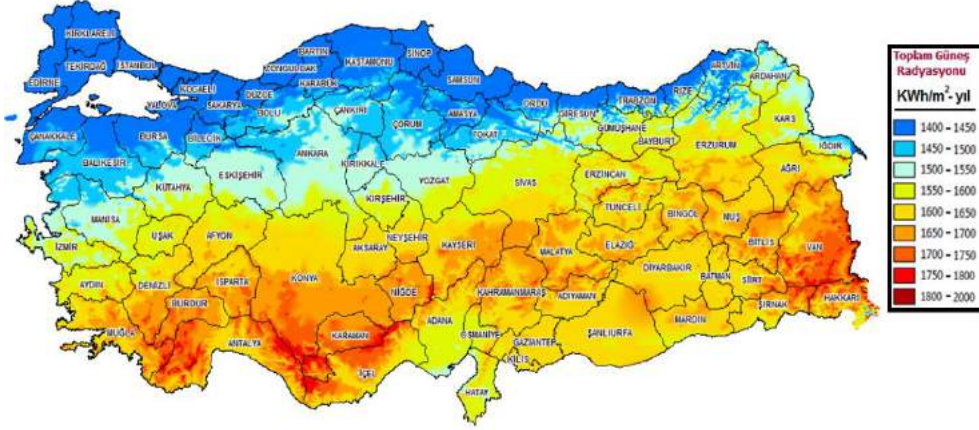 KIRKLARELİ
EDİRNE
TEKİRDAĞ
İSTANBUL
KOCAELİ
YALOVA
SAKARYA
DÜZCE
ZONGULDAK
BARTIN
KARABÜK
KASTAMONU
SİNOP
SAMSUN
ORDU
GİRESUN
TRABZON
RİZE
ARTVİN
ARDAHAN
ÇANAKKALE
BALIKESİR
BURSA
BİLECİK
BOLU
ÇANKIRI
ÇORUM
AMASYA
TOKAT
GÜMÜŞHANE
BAYBURT
ERZURUM
KARS
IĞDIR
KÜTAHYA
ESKİŞEHİR
ANKARA
KIRIKKALE
YOZGAT
SİVAS
ERZİNCAN
AĞRI
MANİSA
İZMİR
UŞAK
AFYON
KIRŞEHİR
NEVŞEHİR
AKSARAY
KAYSERİ
MALATYA
TUNCELİ
ELAZIĞ
BİNGÖL
MUŞ
BİTLİS
VAN
AYDIN
DENİZLİ
BURDUR
ISPARTA
KONYA
NİĞDE
KAHRAMANMARAŞ
ADIYAMAN
DİYARBAKIR
BATMAN
SİİRT
ŞIRNAK
HAKKARİ
MUĞLA
ANTALYA
KARAMAN
İÇEL
ADANA
OSMANİYE
GAZİANTEP
KİLİS
ŞANLIURFA
MARDİN
HATAY
Toplam Güneş
Radyasyonu
KWh/m²- yıl
1400 - 1450
1450 - 1500
1500 - 1550
1550 - 1600
1600 - 1650
1650 - 1700
1700 - 1750
1750 - 1800
1800 - 2000